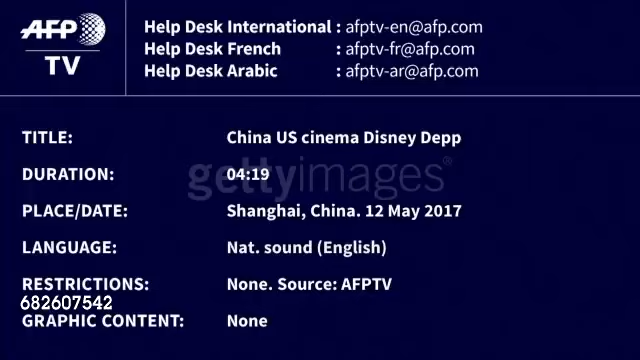 AFP
TV
Help Desk International : afptv-en@afp.com
Help Desk French : afptv-fr@afp.com
Help Desk Arabic : afptv-ar@afp.com
TITLE: China US cinema Disney Depp
DURATION: 04:19
gettyimages®
PLACE/DATE: Shanghai, China. 12 May 2017
LANGUAGE: Nat. sound (English)
RESTRICTIONS: None. Source: AFPTV
682607542
GRAPHIC CONTENT: None